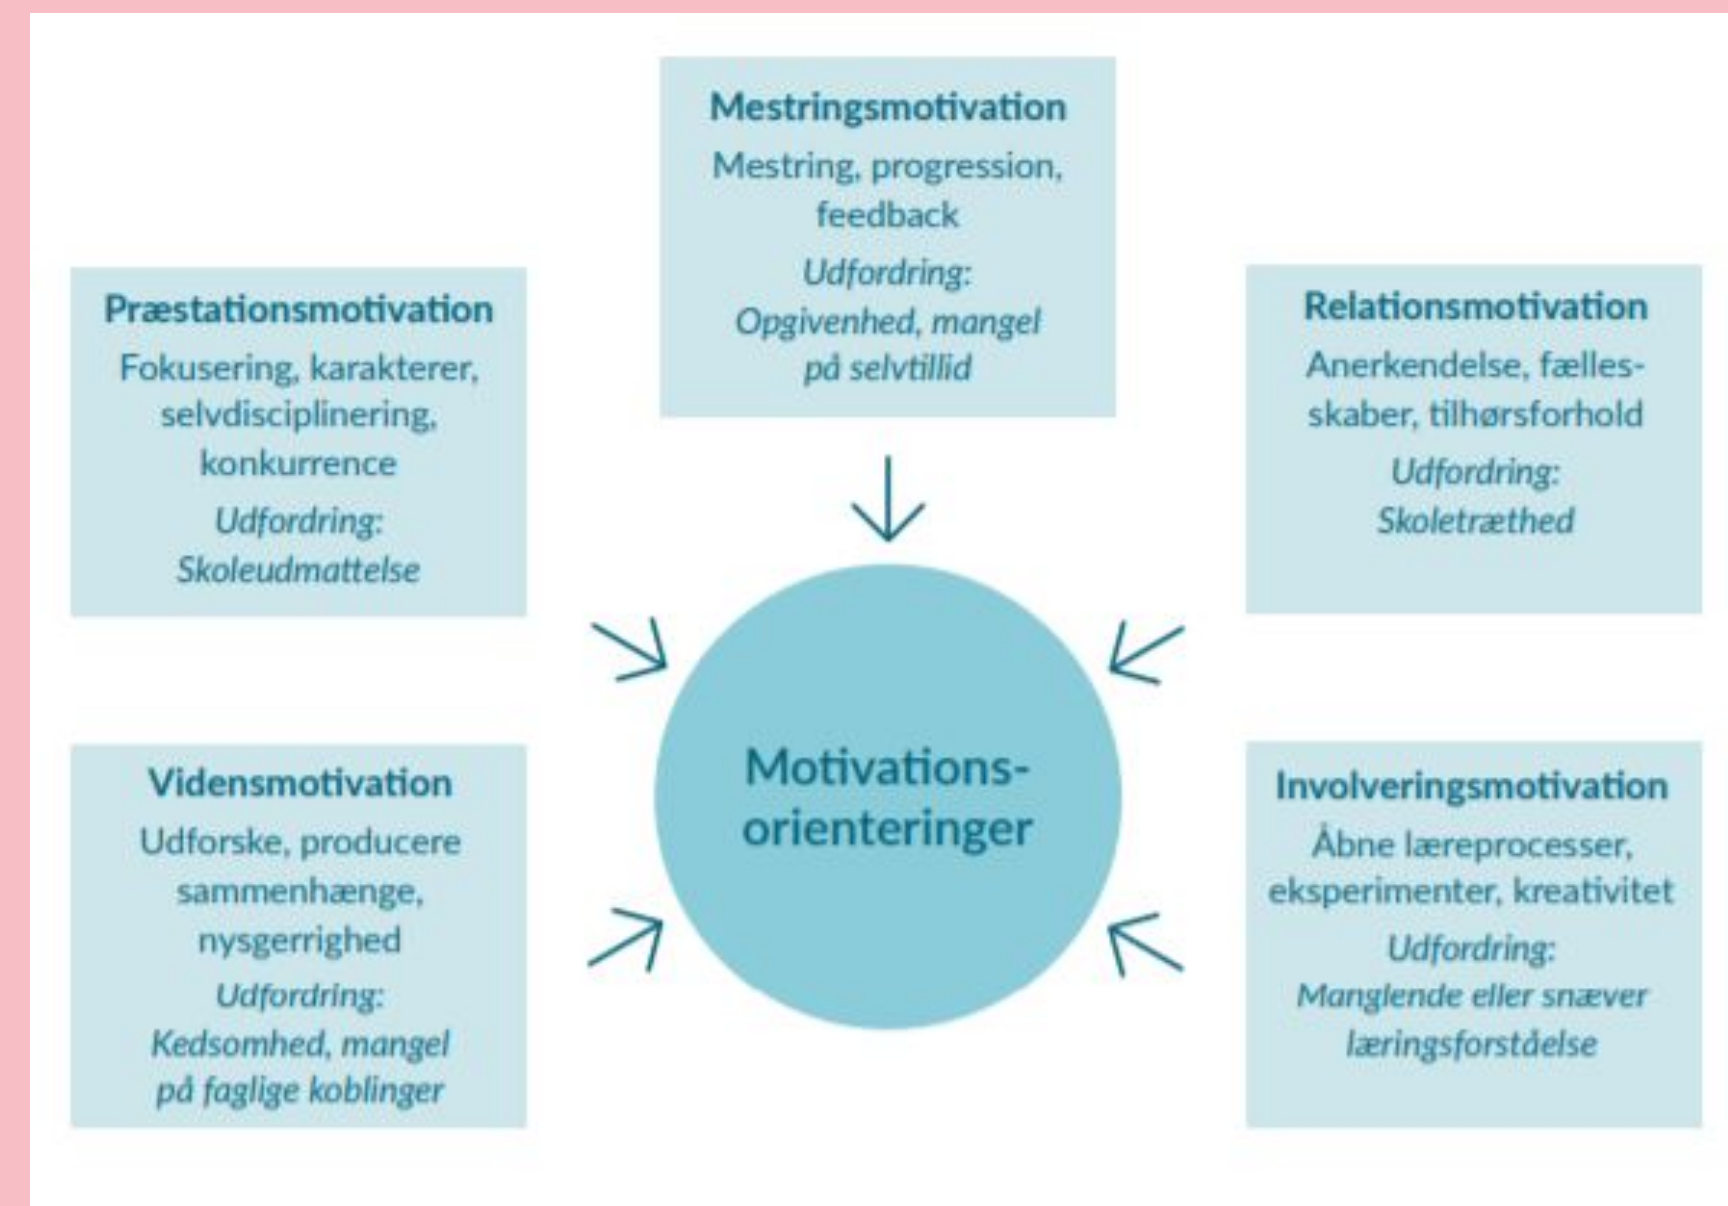 Mestringsmotivation
Mestring, progression,
feedback
Udfordring:
Opgivenhed, mangel
på selvtillid
Præstationsmotivation
Fokusering, karakterer,
selvdisciplinering,
konkurrence
Udfordring:
Skoleudmattelse
Relationsmotivation
Anerkendelse, fælles-
skaber, tilhørsforhold
Udfordring:
Skoletræthed
Motivations-
orienteringer
Vidensmotivation
Udforske, producere
sammenhænge,
nysgerrighed
Udfordring:
Kedsomhed, mangel
på faglige koblinger
Involveringsmotivation
Åbne læreprocesser,
eksperimenter, kreativitet
Udfordring:
Manglende eller snæver
læringsforståelse